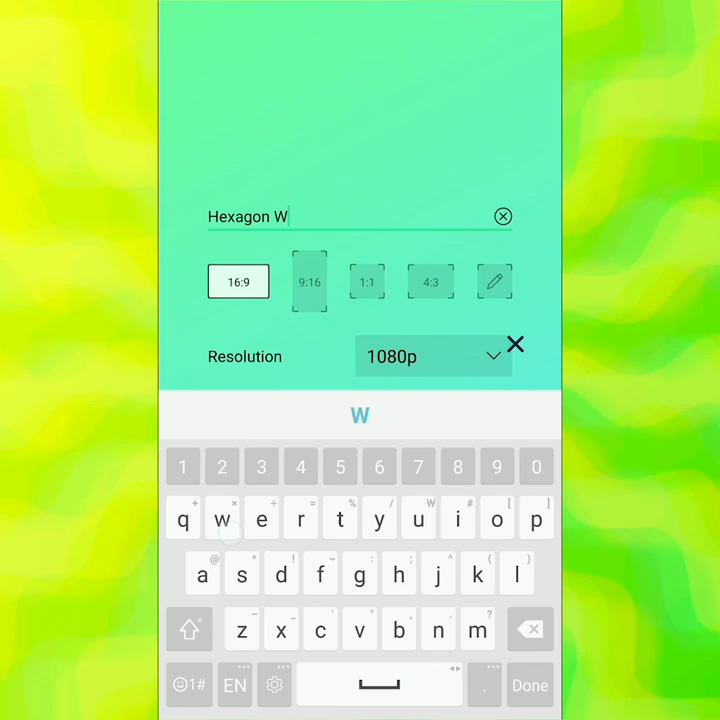 Hexagon W
16:9 9:16 1:1 4:3
Resolution 1080p
W
1 2 3 4 5 6 7 8 9 0
+ × ÷ = % / ₩ # [ ]
q w e r t y u i o p
@ * ! ~ : ; ^ ( )
a s d f g h j k l
- _ ' " ' , ?
z x c v b n m
☺1# EN . Done